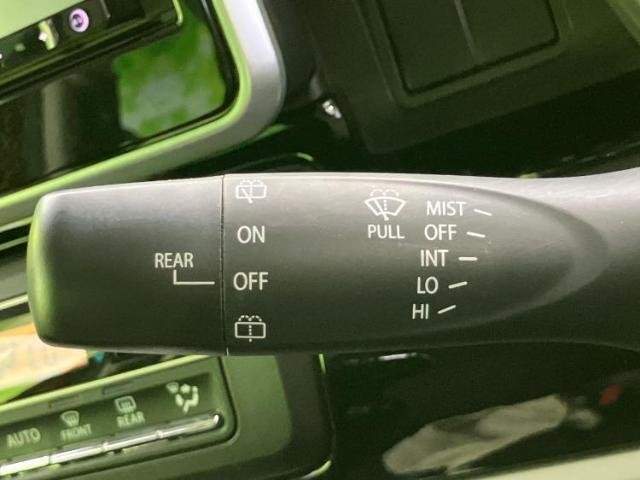 ON
REAR
OFF
PULL
MIST
OFF
INT
LO
HI
AUTO
FRONT
REAR